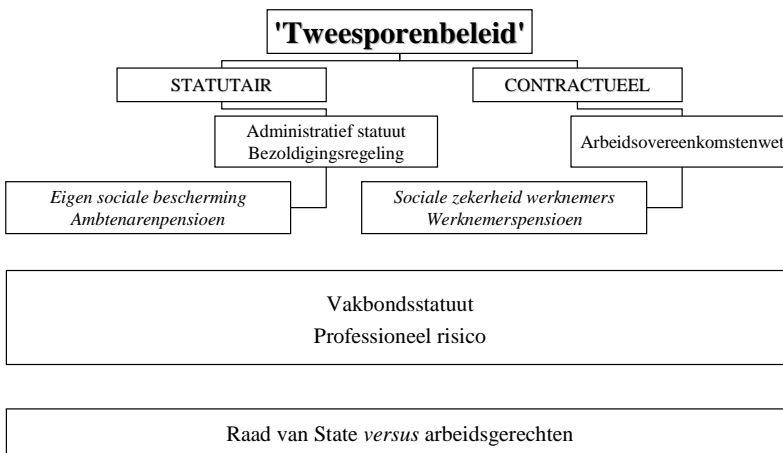 'Tweesporenbeleid'
STATUTAIR
CONTRACTUEEL
Administratief statuut
Bezoldigingsregeling
Arbeidsovereenkomstenwet
Eigen sociale bescherming
Ambtenarenpensioen
Sociale zekerheid werknemers
Werknemerspensioen
Vakbondsstatuut
Professioneel risico
Raad van State versus arbeidsgerechten